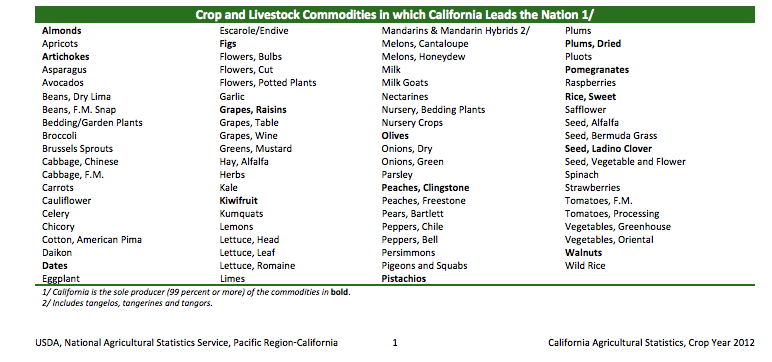 Crop and Livestock Commodities in which California Leads the Nation 1/
Almonds
Apricots
Artichokes
Asparagus
Avocados
Beans, Dry Lima
Beans, F.M. Snap
Bedding/Garden Plants
Broccoli
Brussels Sprouts
Cabbage, Chinese
Cabbage, F.M.
Carrots
Cauliflower
Celery
Chicory
Cotton, American Pima
Daikon
Dates
Eggplant
Escarole/Endive
Figs
Flowers, Bulbs
Flowers, Cut
Flowers, Potted Plants
Garlic
Grapes, Raisins
Grapes, Table
Grapes, Wine
Greens, Mustard
Hay, Alfalfa
Herbs
Kale
Kiwifruit
Kumquats
Lemons
Lettuce, Head
Lettuce, Leaf
Lettuce, Romaine
Limes
Mandarins & Mandarin Hybrids 2/
Melons, Cantaloupe
Melons, Honeydew
Milk
Milk Goats
Nectarines
Nursery, Bedding Plants
Nursery Crops
Olives
Onions, Dry
Onions, Green
Parsley
Peaches, Clingstone
Peaches, Freestone
Pears, Bartlett
Peppers, Chile
Peppers, Bell
Persimmons
Pigeons and Squabs
Pistachios
Plums
Plums, Dried
Pluots
Pomegranates
Raspberries
Rice, Sweet
Safflower
Seed, Alfalfa
Seed, Bermuda Grass
Seed, Ladino Clover
Seed, Vegetable and Flower
Spinach
Strawberries
Tomatoes, F.M.
Tomatoes, Processing
Vegetables, Greenhouse
Vegetables, Oriental
Walnuts
Wild Rice
1/ California is the sole producer (99 percent or more) of the commodities in bold.
2/ Includes tangelos, tangerines and tangors.
USDA, National Agricultural Statistics Service, Pacific Region-California 1 California Agricultural Statistics, Crop Year 2012